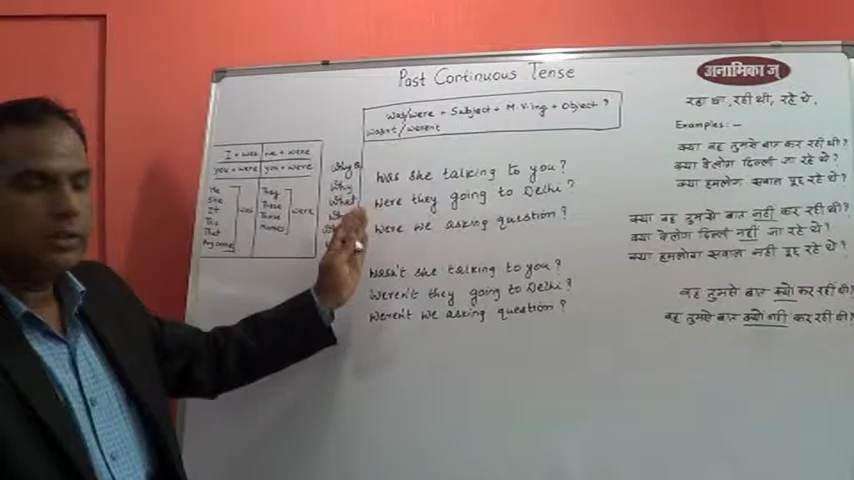 Past Continuous Tense
अनामिका ज्
was/were + Subject + M.V.ing + Object ?
wasn't/weren't
रहा था, रही थी, रहे थे.
Examples:-
I + was we + were
you + were you + were
He
She
It
This
That
Any one
was
They
These
Those
Names
were
Why
What
was she talking to you?
were they going to Delhi?
were we asking question?
wasn't she talking to you?
weren't they going to Delhi?
weren't we asking question?
क्या वह तुमसे बात कर रही थी?
क्या वे लोग दिल्ली जा रहे थे?
क्या हमलोग सवाल पूछ रहे थे?
क्या वह तुमसे बात नहीं कर रही थी?
क्या वे लोग दिल्ली नहीं जा रहे थे?
क्या हमलोग सवाल नहीं पूछ रहे थे?
वह तुमसे बात क्यों कर रही थी?
वह तुमसे बात क्यों नहीं कर रही थी?